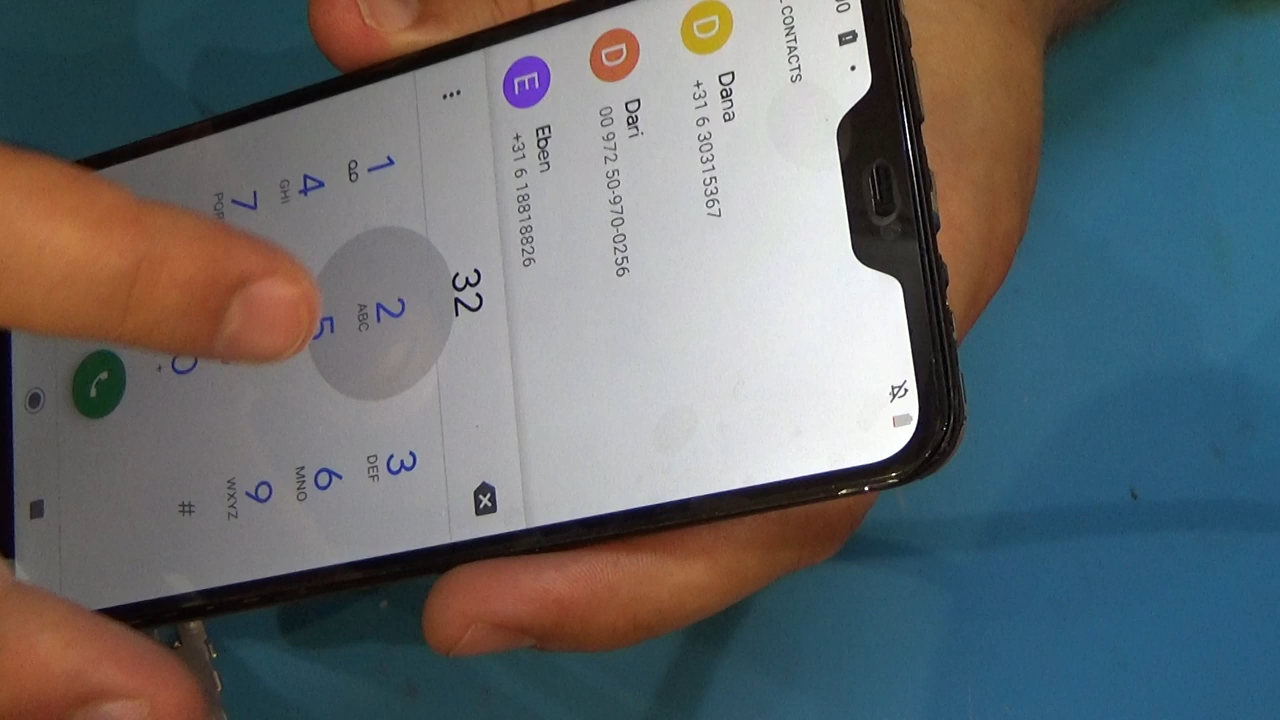 CONTACTS
D
Dana
+31 6 30315367
D
Dari
00 972 50-970-0256
E
Eben
+31 6 18818826
32
1
2
ABC
3
DEF
4
GHI
5
6
MNO
7
9
WXYZ
#